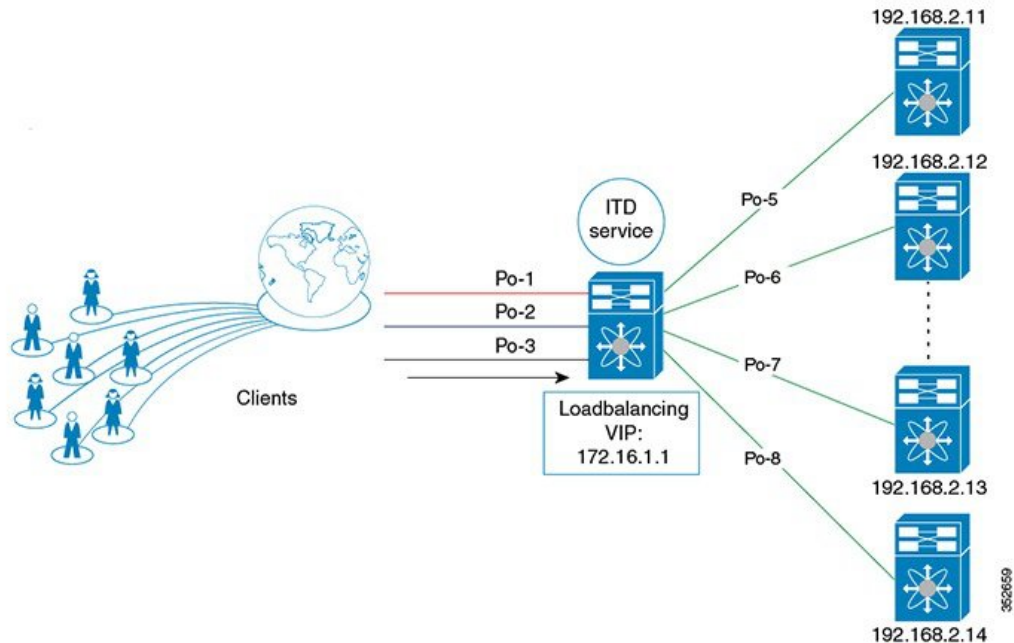 192.168.2.11
192.168.2.12
Po-5
ITD
service
Po-6
Po-1
Po-2
Po-3
Po-7
Clients
Loadbalancing
VIP:
172.16.1.1
Po-8
192.168.2.13
192.168.2.14
352659